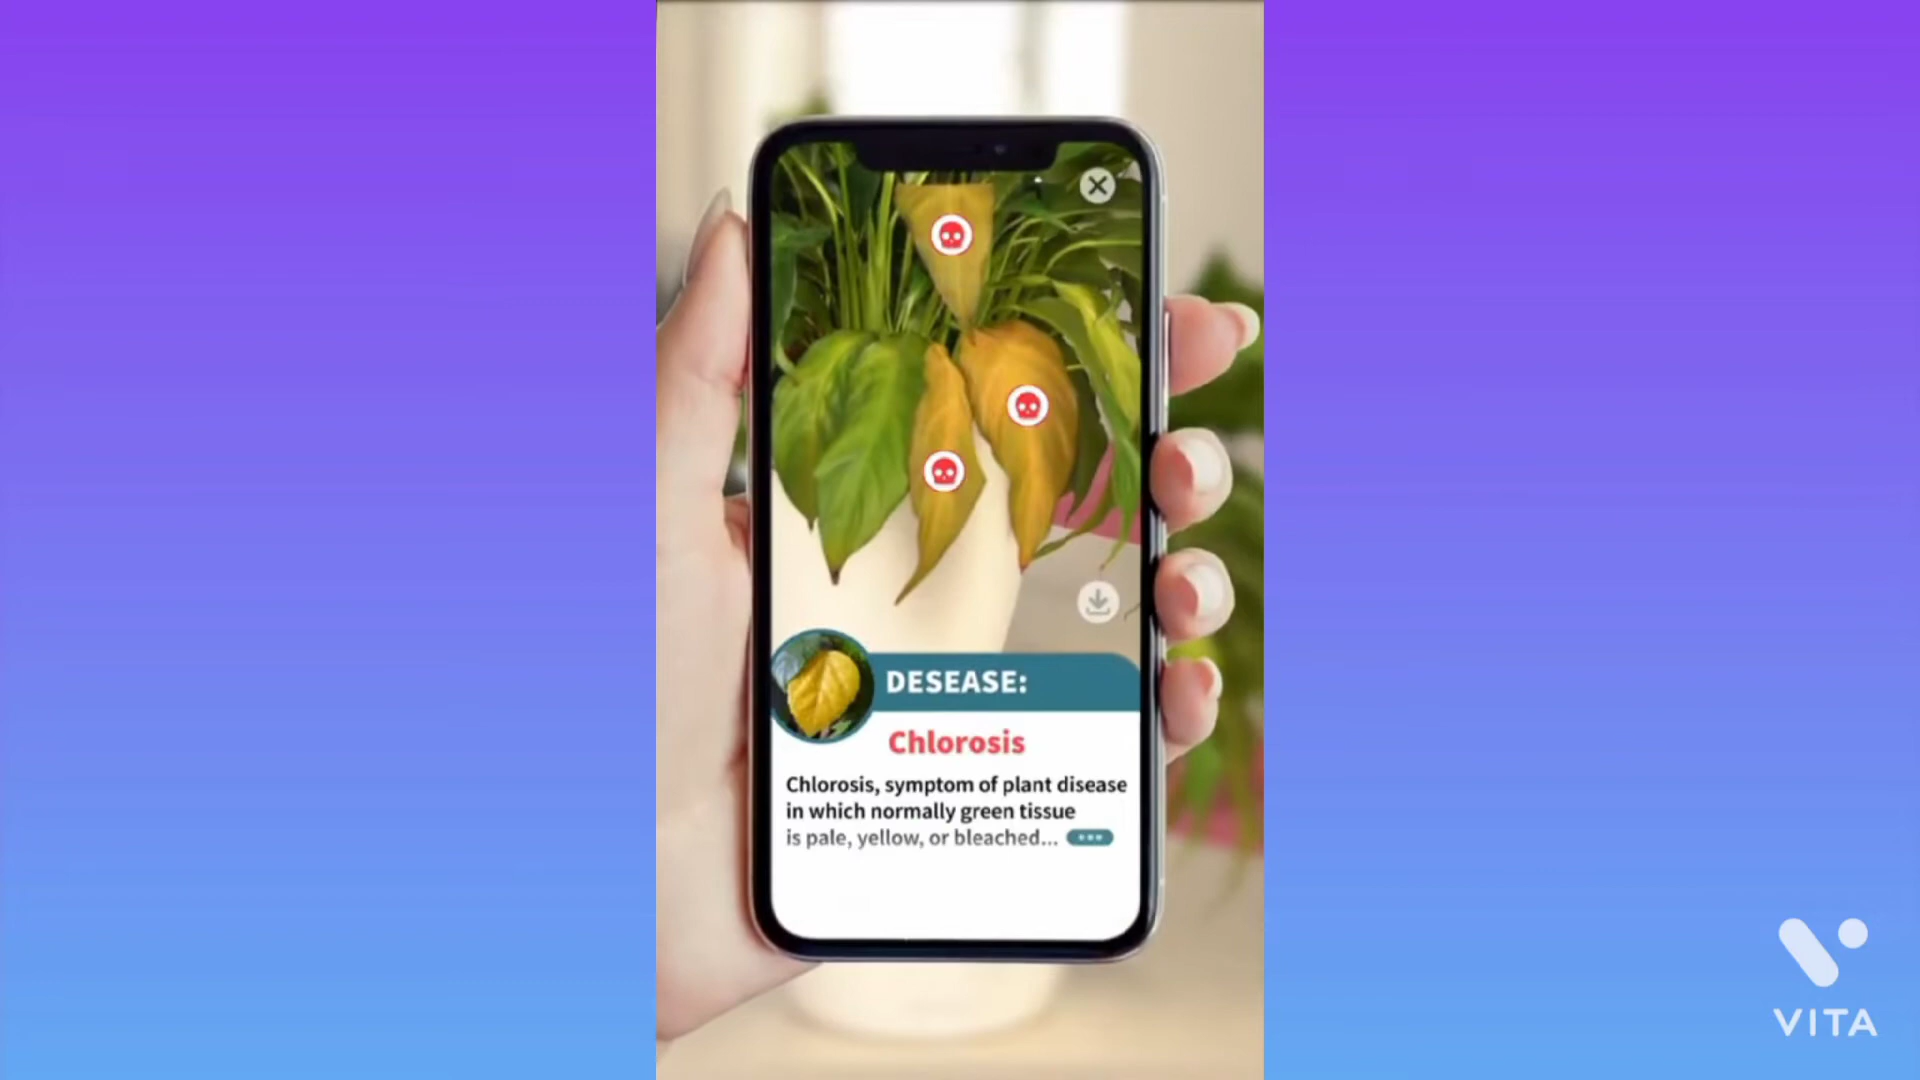 DESEASE:
Chlorosis
Chlorosis, symptom of plant disease
in which normally green tissue
is pale, yellow, or bleached...
VITA